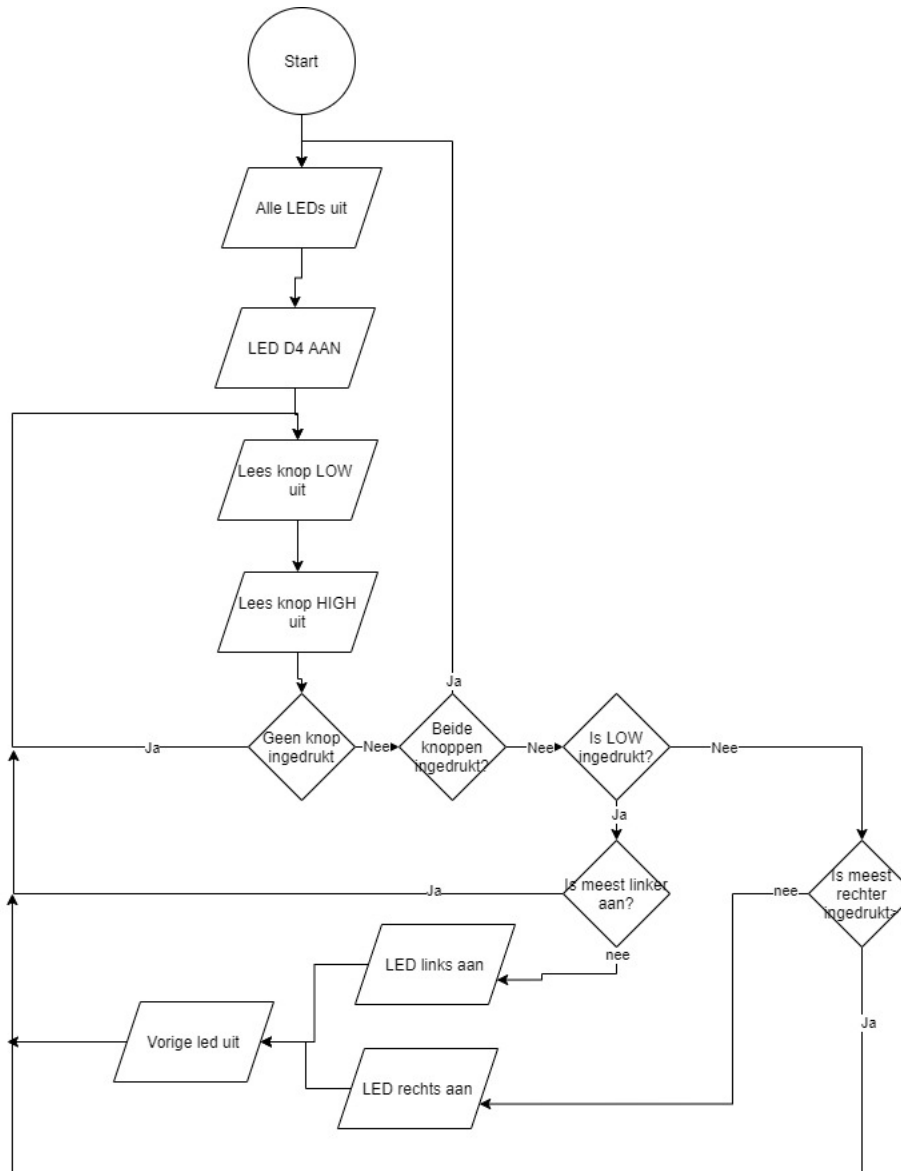 Start
Alle LEDs uit
LED D4 AAN
Lees knop LOW
uit
Lees knop HIGH
uit
Ja
Geen knop
ingedrukt
Nee
Ja
Beide
knoppen
ingedrukt?
Nee
Is LOW
ingedrukt?
Nee
Ja
Ja
Is meest linker
aan?
nee
nee
Is meest
rechter
ingedrukt>
LED links aan
Vorige led uit
Ja
LED rechts aan